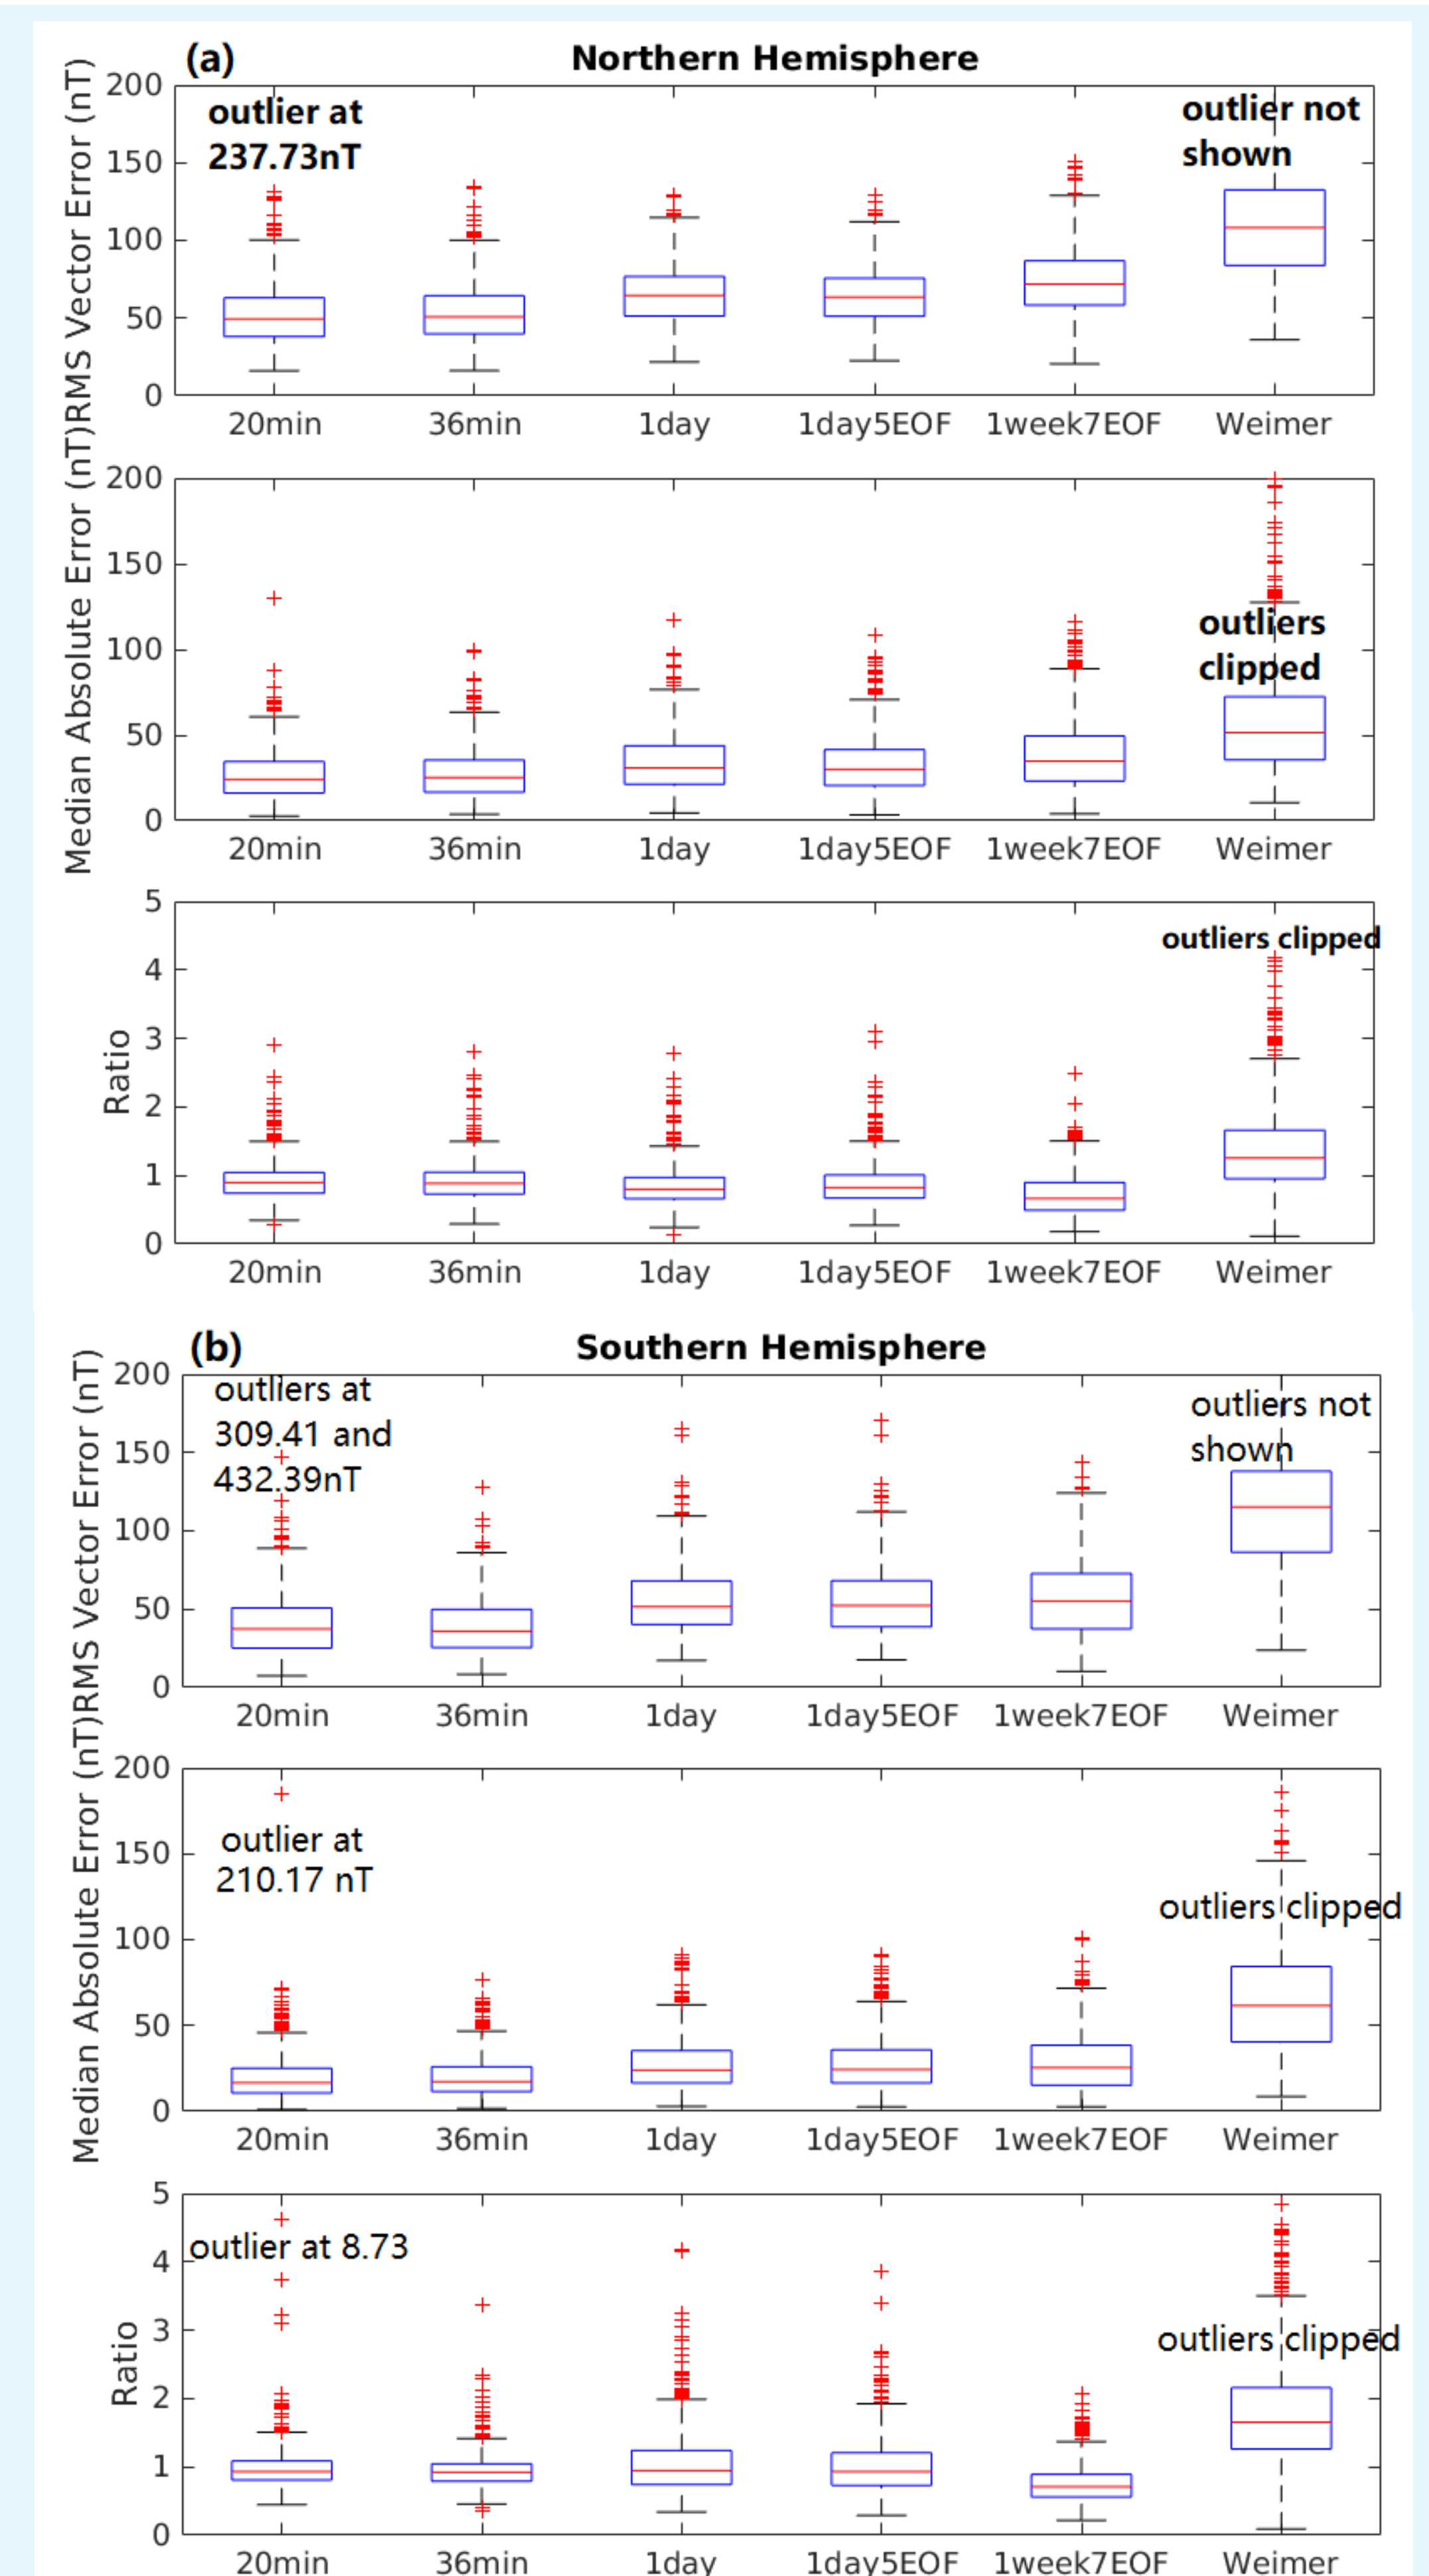 (a)
Northern Hemisphere
RMS Vector Error (nT)
200
150
100
50
0
outlier at
237.73nT
outlier not
shown
20min 36min 1day 1day5EOF 1week7EOF Weimer
Median Absolute Error (nT)
200
150
100
50
0
outliers
clipped
20min 36min 1day 1day5EOF 1week7EOF Weimer
Ratio
5
4
3
2
1
0
outliers clipped
20min 36min 1day 1day5EOF 1week7EOF Weimer
(b)
Southern Hemisphere
RMS Vector Error (nT)
200
150
100
50
0
outliers at
309.41 and
432.39nT
outliers not
shown
20min 36min 1day 1day5EOF 1week7EOF Weimer
Median Absolute Error (nT)
200
150
100
50
0
outlier at
210.17 nT
outliers clipped
20min 36min 1day 1day5EOF 1week7EOF Weimer
Ratio
5
4
3
2
1
0
outlier at 8.73
outliers clipped
20min 36min 1day 1day5EOF 1week7EOF Weimer